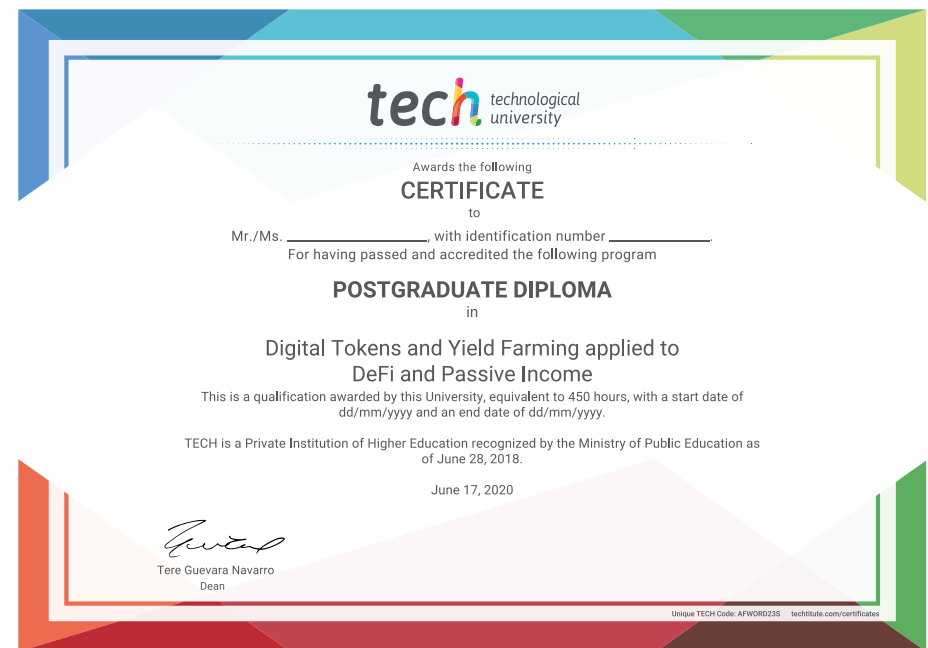 tech technological
university
Awards the following
CERTIFICATE
to
Mr./Ms. ____________________, with identification number ______________.
For having passed and accredited the following program
POSTGRADUATE DIPLOMA
in
Digital Tokens and Yield Farming applied to
DeFi and Passive Income
This is a qualification awarded by this University, equivalent to 450 hours, with a start date of
dd/mm/yyyy and an end date of dd/mm/yyyy.
TECH is a Private Institution of Higher Education recognized by the Ministry of Public Education as
of June 28, 2018.
June 17, 2020
Tere Guevara Navarro
Dean
Unique TECH Code: AFWORD23S techtitute.com/certificates